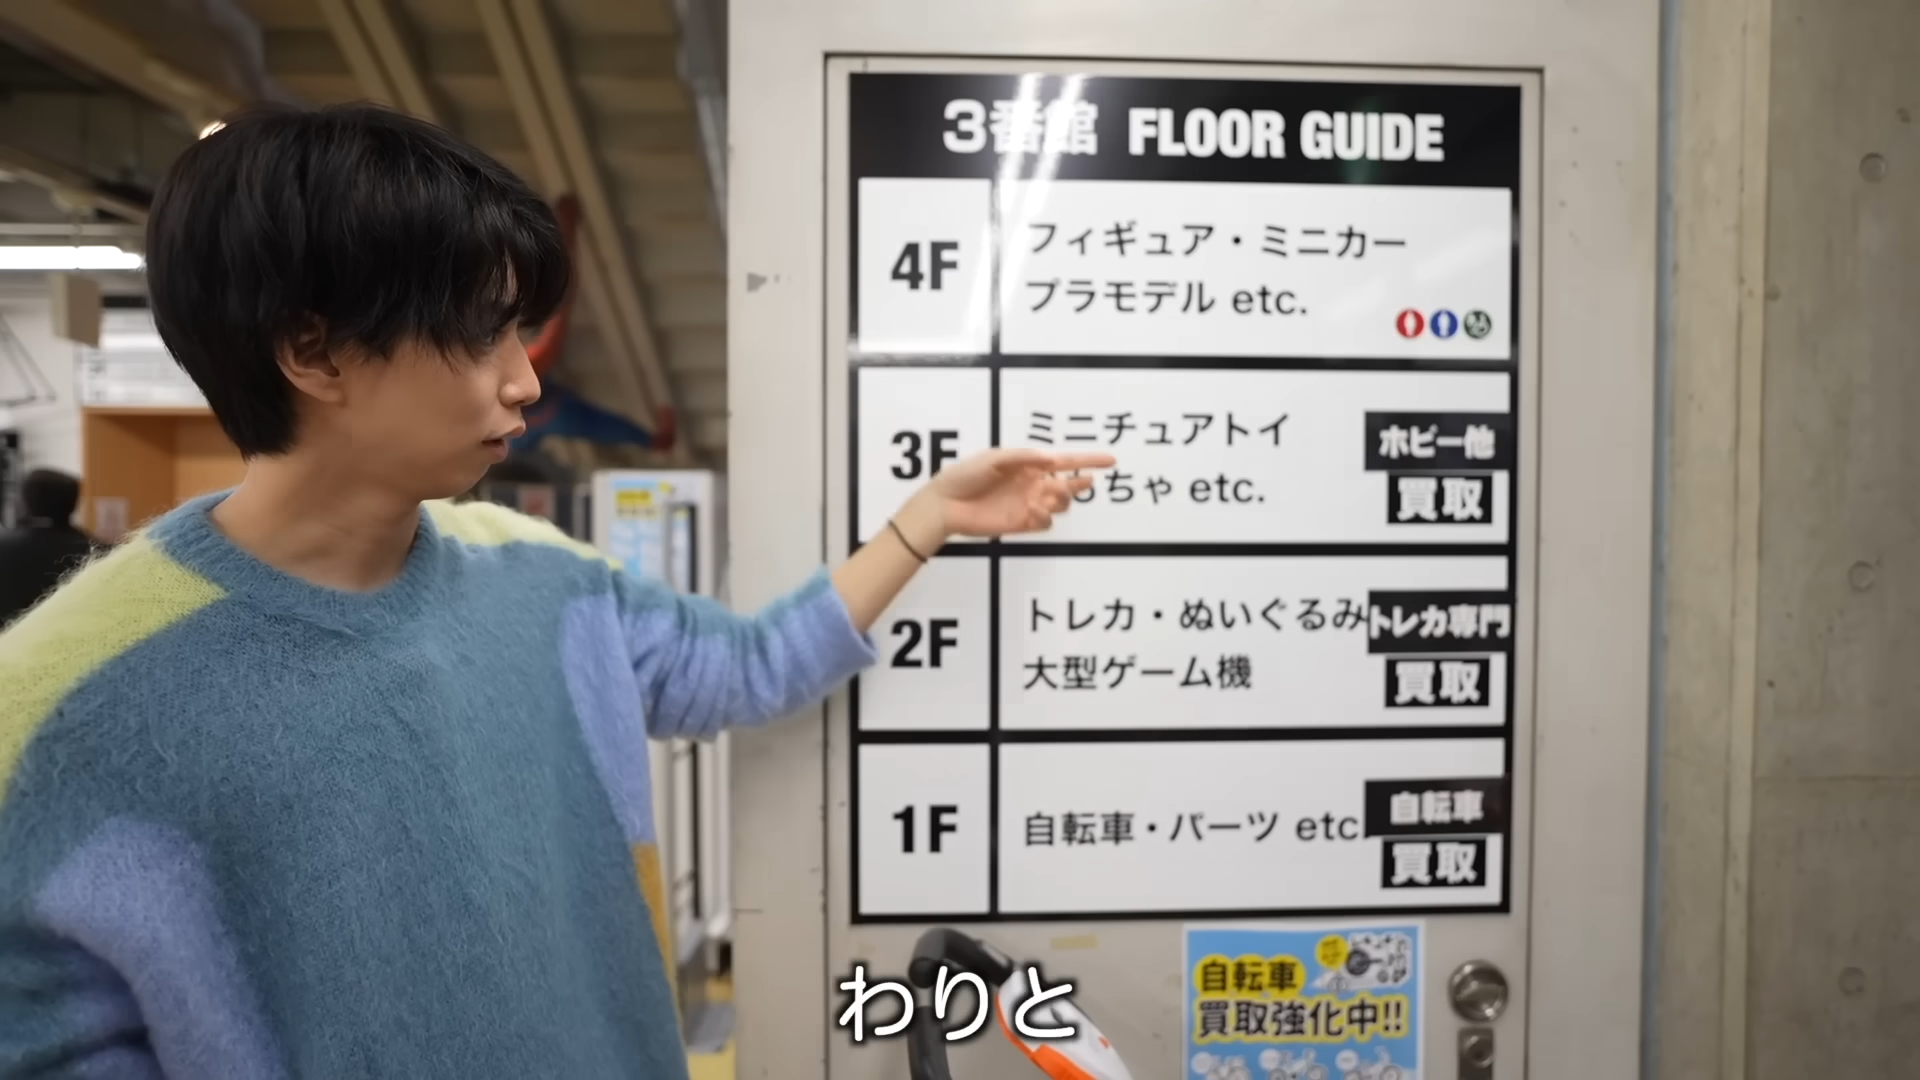 3番館 FLOOR GUIDE
4F
フィギュア・ミニカー
プラモデル etc.
3F
ミニチュアトイ
もちゃ etc.
ホビー他
買取
2F
トレカ・ぬいぐるみ
大型ゲーム機
トレカ専門
買取
1F
自転車・パーツ etc
自転車
買取
わりと
自転車
買取強化中!!